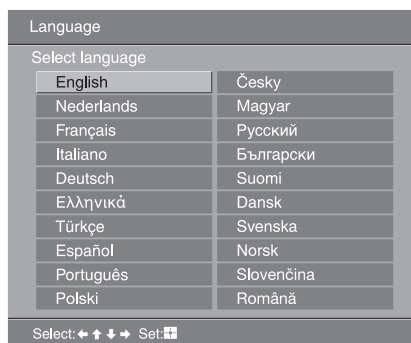 Language
Select language
English
Nederlands
Français
Italiano
Deutsch
Ελληνικά
Türkçe
Español
Português
Polski
Česky
Magyar
Русский
Български
Suomi
Dansk
Svenska
Norsk
Slovenčina
Română
Select: ←↑↓→ Set: